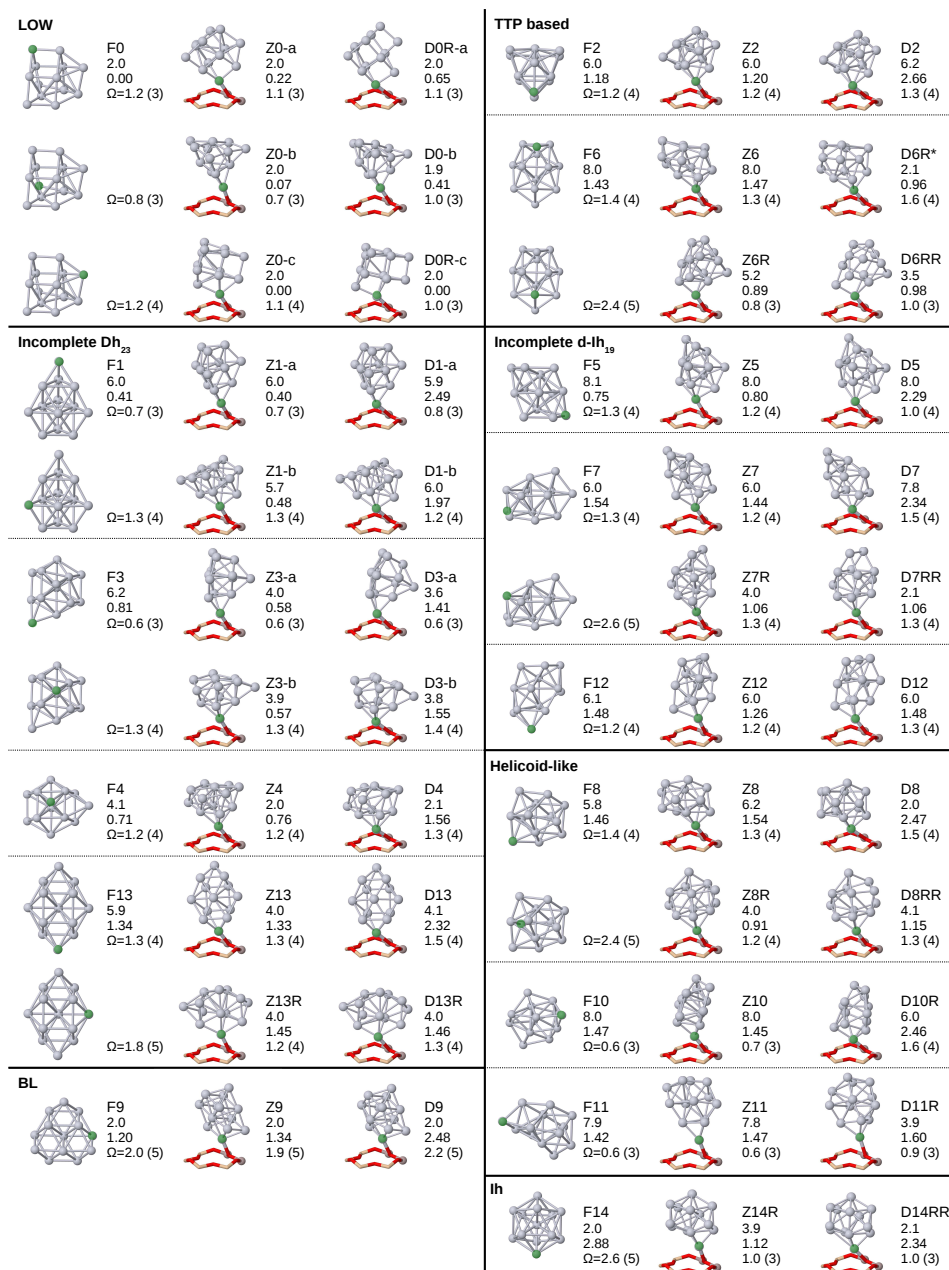 LOW
F0
2.0
0.00
Ω=1.2 (3)
Z0-a
2.0
0.22
1.1 (3)
D0R-a
2.0
0.65
1.1 (3)
Ω=0.8 (3)
Z0-b
2.0
0.07
0.7 (3)
D0-b
1.9
0.41
1.0 (3)
Ω=1.2 (4)
Z0-c
2.0
0.00
1.1 (4)
D0R-c
2.0
0.00
1.0 (3)
Incomplete Dh23
F1
6.0
0.41
Ω=0.7 (3)
Z1-a
6.0
0.40
0.7 (3)
D1-a
5.9
2.49
0.8 (3)
Ω=1.3 (4)
Z1-b
5.7
0.48
1.3 (4)
D1-b
6.0
1.97
1.2 (4)
F3
6.2
0.81
Ω=0.6 (3)
Z3-a
4.0
0.58
0.6 (3)
D3-a
3.6
1.41
0.6 (3)
Ω=1.3 (4)
Z3-b
3.9
0.57
1.3 (4)
D3-b
3.8
1.55
1.4 (4)
F4
4.1
0.71
Ω=1.2 (4)
Z4
2.0
0.76
1.2 (4)
D4
2.1
1.56
1.3 (4)
F13
5.9
1.34
Ω=1.3 (4)
Z13
4.0
1.33
1.3 (4)
D13
4.1
2.32
1.5 (4)
Ω=1.8 (5)
Z13R
4.0
1.45
1.2 (4)
D13R
4.0
1.46
1.3 (4)
BL
F9
2.0
1.20
Ω=2.0 (5)
Z9
2.0
1.34
1.9 (5)
D9
2.0
2.48
2.2 (5)
TTP based
F2
6.0
1.18
Ω=1.2 (4)
Z2
6.0
1.20
1.2 (4)
D2
6.2
2.66
1.3 (4)
F6
8.0
1.43
Ω=1.4 (4)
Z6
8.0
1.47
1.3 (4)
D6R*
2.1
0.96
1.6 (4)
Ω=2.4 (5)
Z6R
5.2
0.89
0.8 (3)
D6RR
3.5
0.98
1.0 (3)
Incomplete d-Ih19
F5
8.1
0.75
Ω=1.3 (4)
Z5
8.0
0.80
1.2 (4)
D5
8.0
2.29
1.0 (4)
F7
6.0
1.54
Ω=1.3 (4)
Z7
6.0
1.44
1.2 (4)
D7
7.8
2.34
1.5 (4)
Ω=2.6 (5)
Z7R
4.0
1.06
1.3 (4)
D7RR
2.1
1.06
1.3 (4)
F12
6.1
1.48
Ω=1.2 (4)
Z12
6.0
1.26
1.2 (4)
D12
6.0
1.48
1.3 (4)
Helicoid-like
F8
5.8
1.46
Ω=1.4 (4)
Z8
6.2
1.54
1.3 (4)
D8
2.0
2.47
1.5 (4)
Ω=2.4 (5)
Z8R
4.0
0.91
1.2 (4)
D8RR
4.1
1.15
1.3 (4)
F10
8.0
1.47
Ω=0.6 (3)
Z10
8.0
1.45
0.7 (3)
D10R
6.0
2.46
1.6 (4)
F11
7.9
1.42
Ω=0.6 (3)
Z11
7.8
1.47
0.6 (3)
D11R
3.9
1.60
0.9 (3)
Ih
F14
2.0
2.88
Ω=2.6 (5)
Z14R
3.9
1.12
1.0 (3)
D14RR
2.1
2.34
1.0 (3)